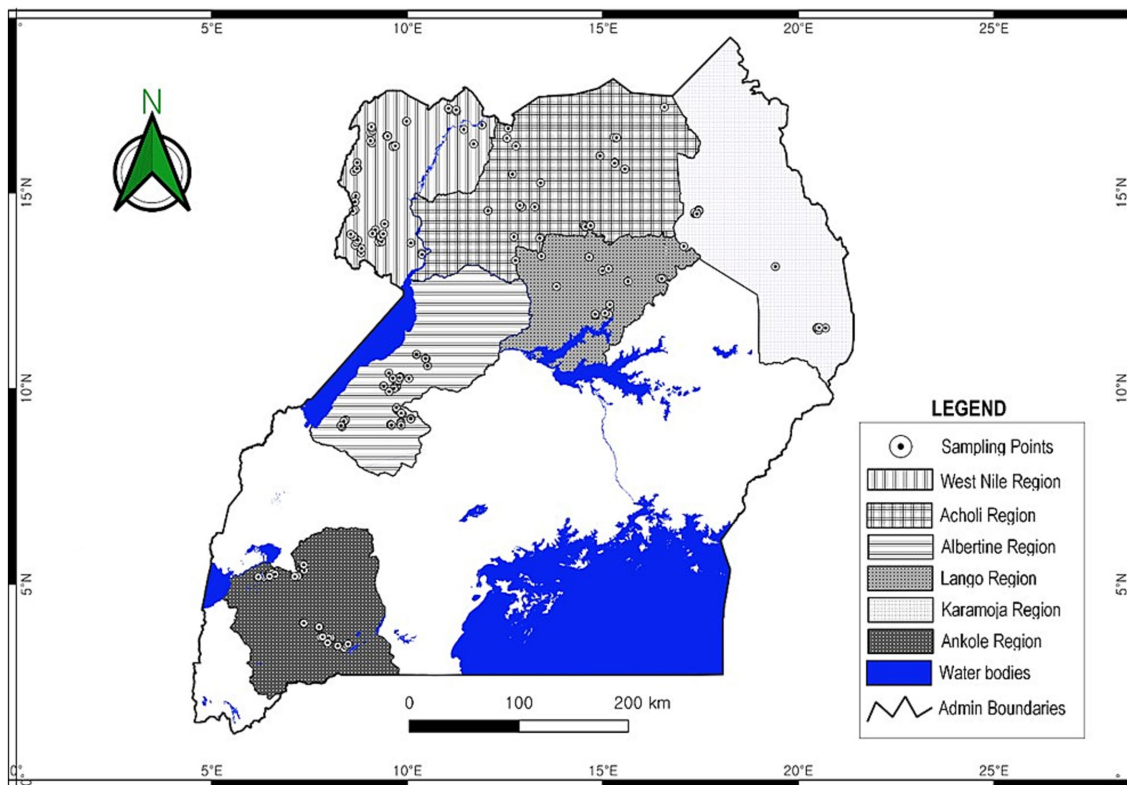 5°E 10°E 15°E 20°E 25°E
N
15°N 15°N
10°N 10°N
LEGEND
Sampling Points
West Nile Region
Acholi Region
Albertine Region
Lango Region
Karamoja Region
Ankole Region
Water bodies
Admin Boundaries
5°N 5°N
0 100 200 km
0° 5°E 10°E 15°E 20°E 25°E